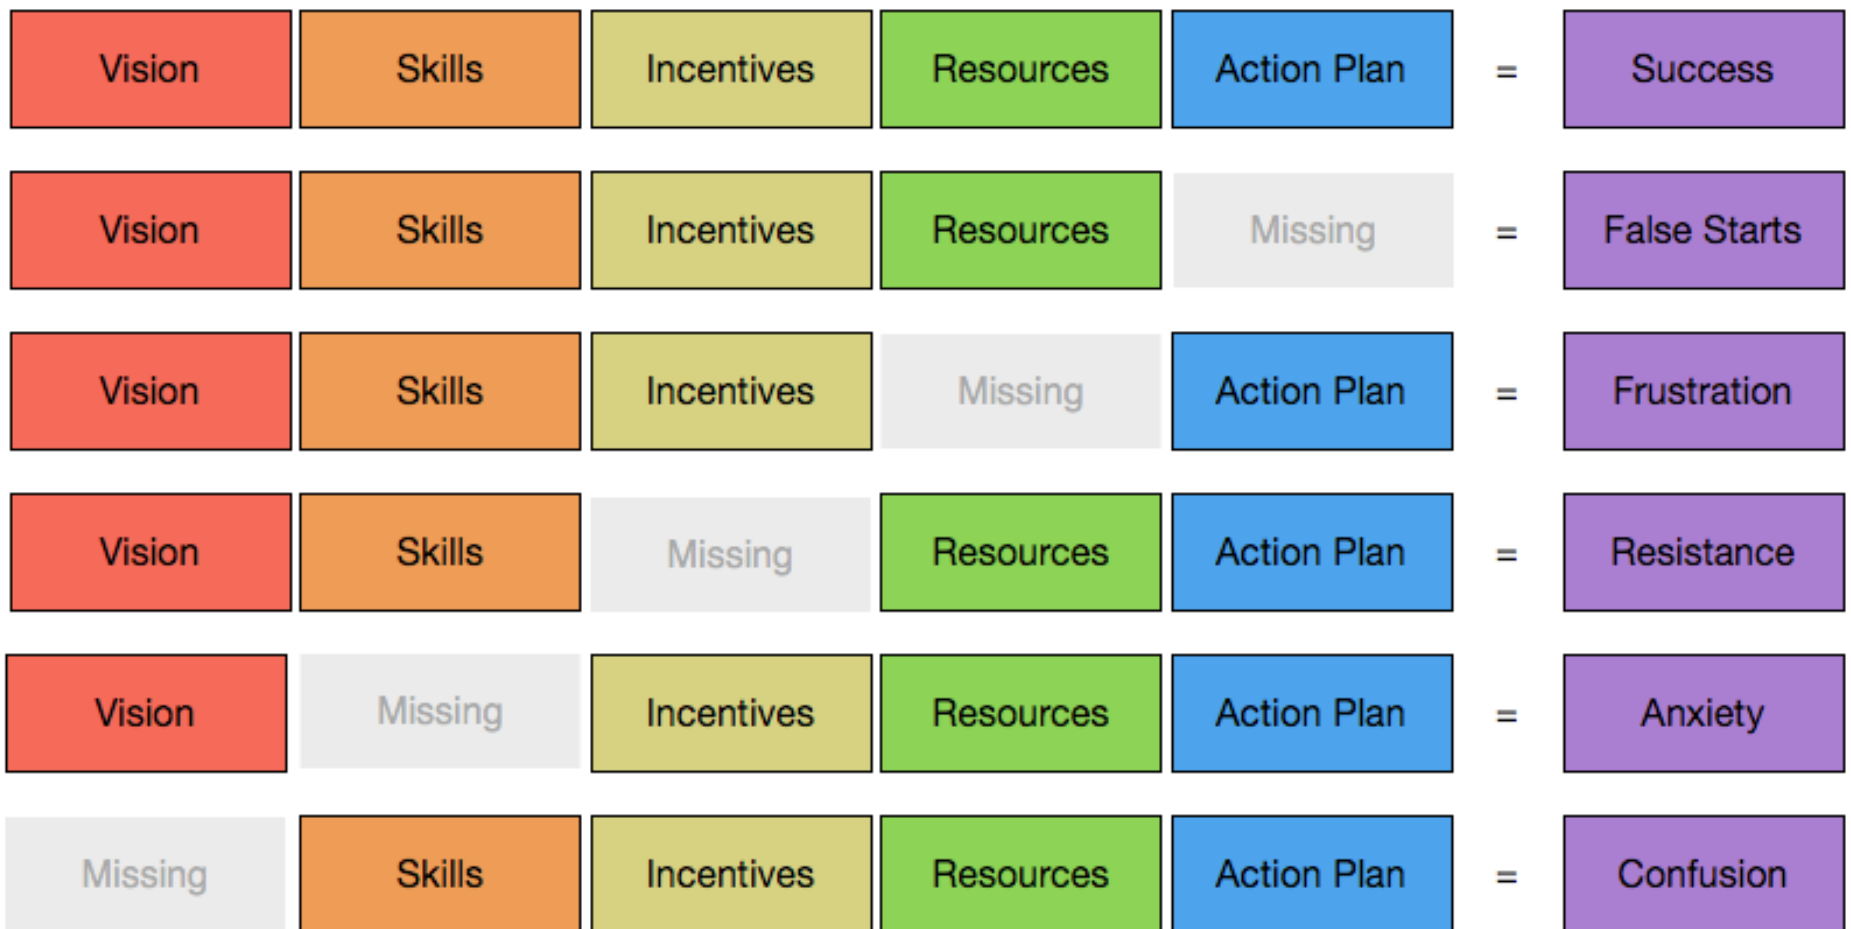 Vision Skills Incentives Resources Action Plan = Success
Vision Skills Incentives Resources Missing = False Starts
Vision Skills Incentives Missing Action Plan = Frustration
Vision Skills Missing Resources Action Plan = Resistance
Vision Missing Incentives Resources Action Plan = Anxiety
Missing Skills Incentives Resources Action Plan = Confusion